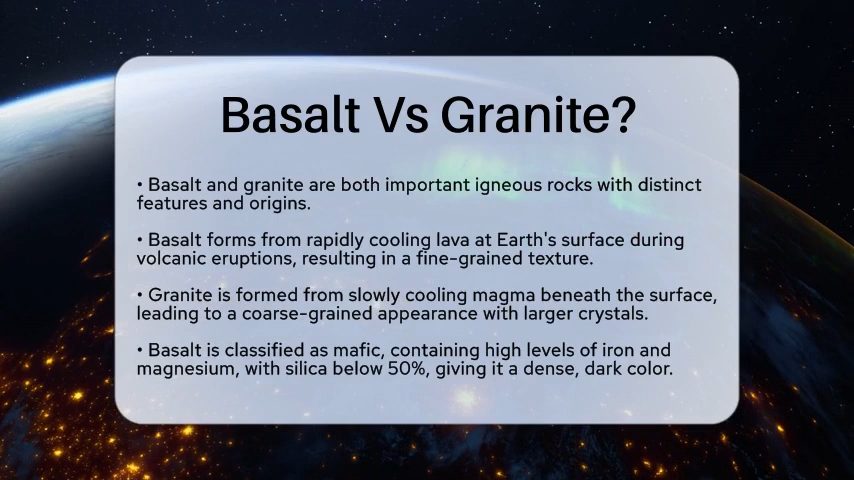 Basalt Vs Granite?
• Basalt and granite are both important igneous rocks with distinct
features and origins.
• Basalt forms from rapidly cooling lava at Earth's surface during
volcanic eruptions, resulting in a fine-grained texture.
• Granite is formed from slowly cooling magma beneath the surface,
leading to a coarse-grained appearance with larger crystals.
• Basalt is classified as mafic, containing high levels of iron and
magnesium, with silica below 50%, giving it a dense, dark color.